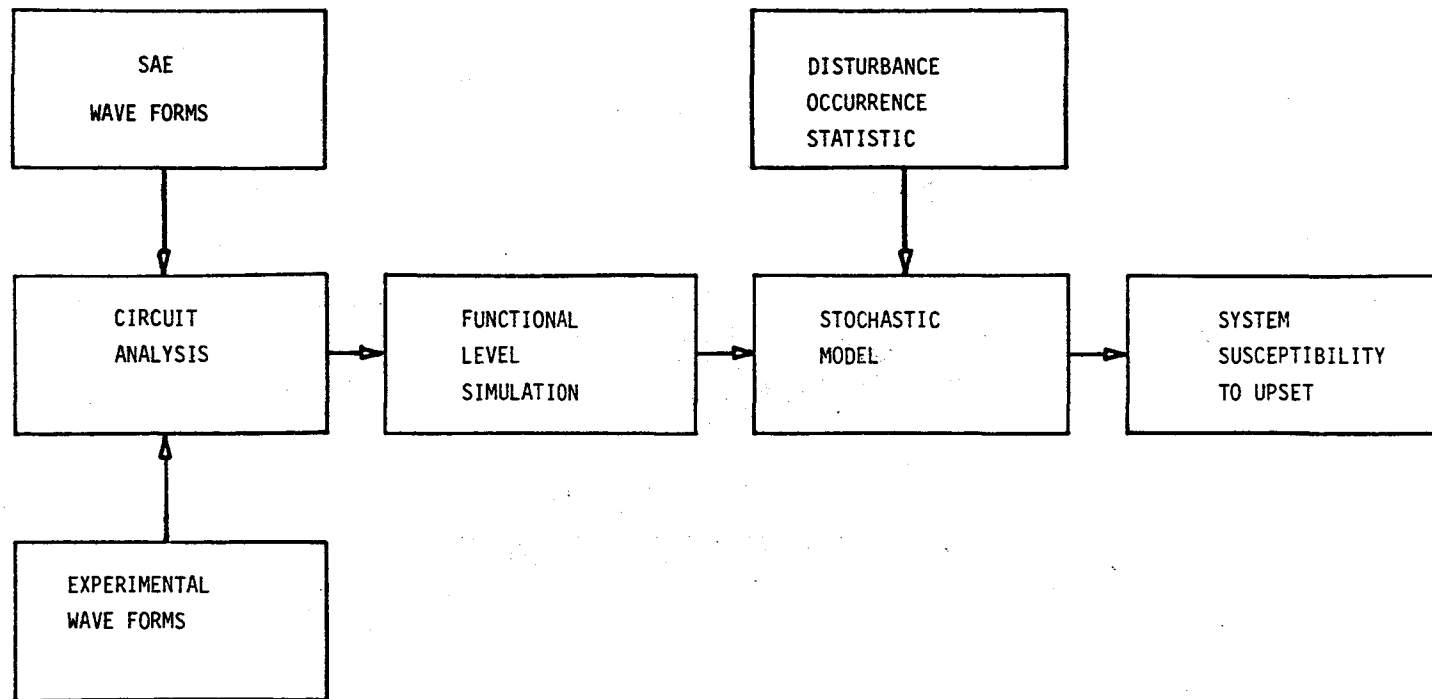 SAE
WAVE FORMS
DISTURBANCE
OCCURRENCE
STATISTIC
CIRCUIT
ANALYSIS
FUNCTIONAL
LEVEL
SIMULATION
STOCHASTIC
MODEL
SYSTEM
SUSCEPTIBILITY
TO UPSET
EXPERIMENTAL
WAVE FORMS